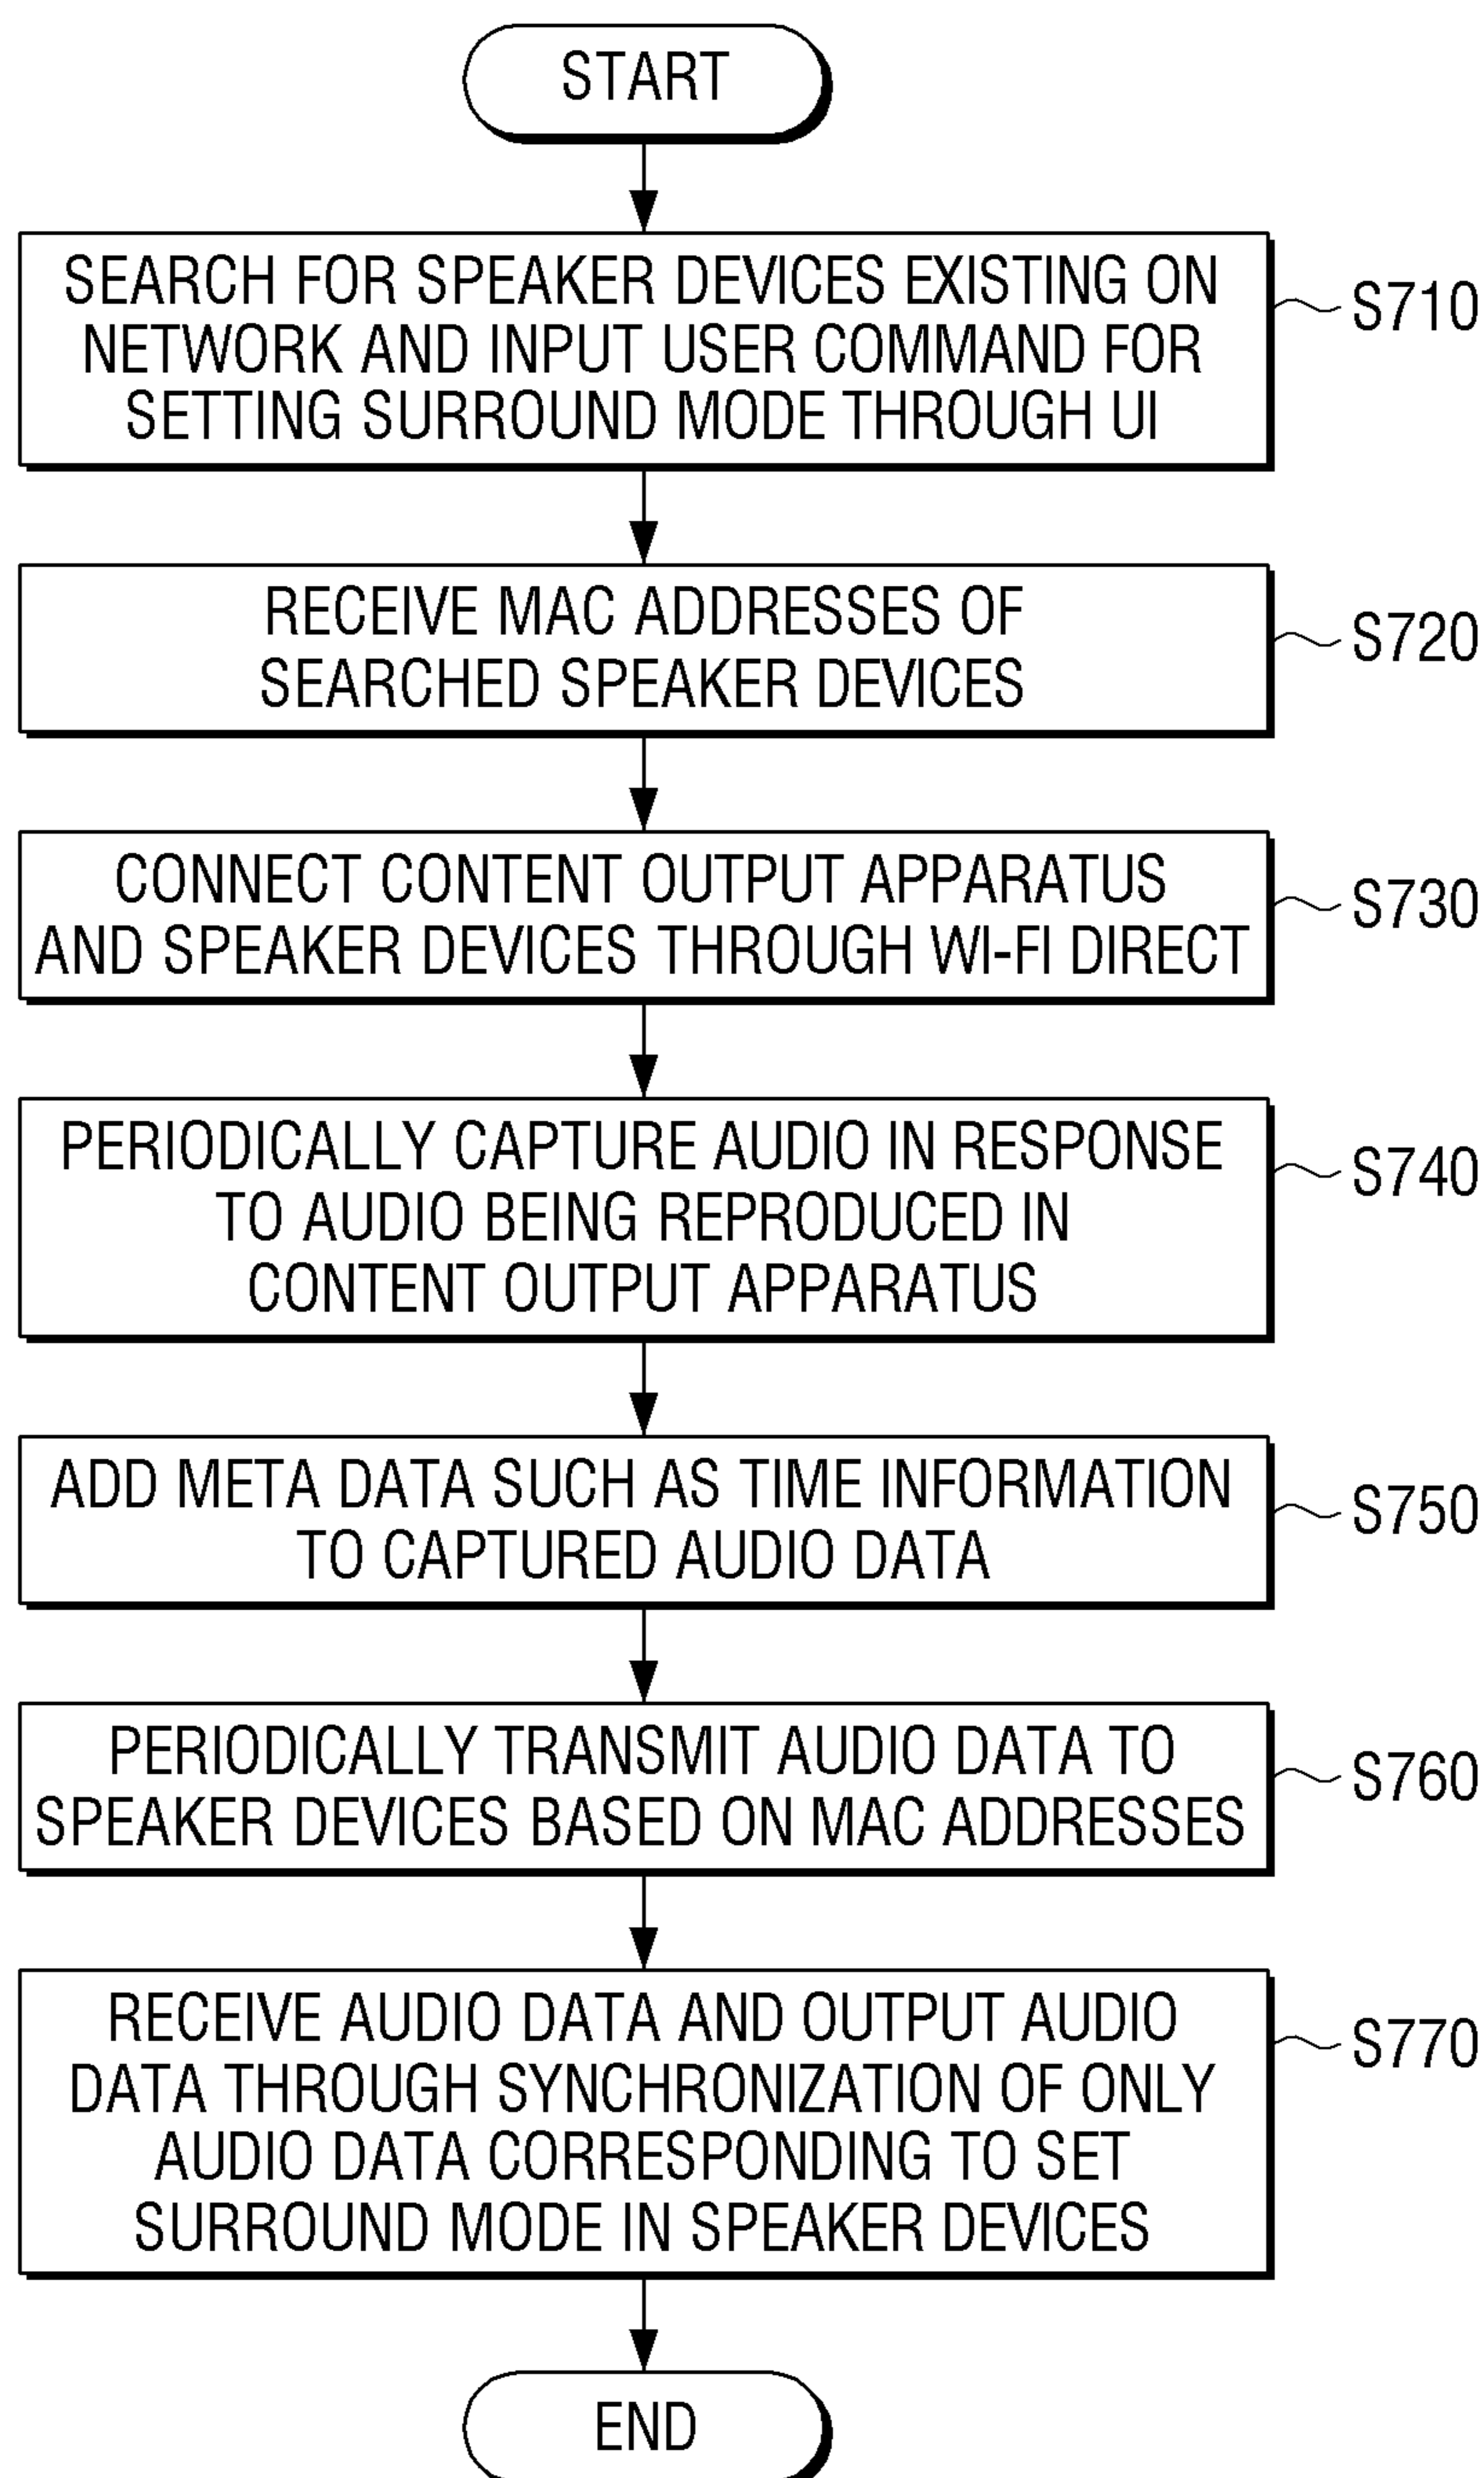 START
SEARCH FOR SPEAKER DEVICES EXISTING ON
NETWORK AND INPUT USER COMMAND FOR
SETTING SURROUND MODE THROUGH UI
S710
RECEIVE MAC ADDRESSES OF
SEARCHED SPEAKER DEVICES
S720
CONNECT CONTENT OUTPUT APPARATUS
AND SPEAKER DEVICES THROUGH WI-FI DIRECT
S730
PERIODICALLY CAPTURE AUDIO IN RESPONSE
TO AUDIO BEING REPRODUCED IN
CONTENT OUTPUT APPARATUS
S740
ADD META DATA SUCH AS TIME INFORMATION
TO CAPTURED AUDIO DATA
S750
PERIODICALLY TRANSMIT AUDIO DATA TO
SPEAKER DEVICES BASED ON MAC ADDRESSES
S760
RECEIVE AUDIO DATA AND OUTPUT AUDIO
DATA THROUGH SYNCHRONIZATION OF ONLY
AUDIO DATA CORRESPONDING TO SET
SURROUND MODE IN SPEAKER DEVICES
S770
END